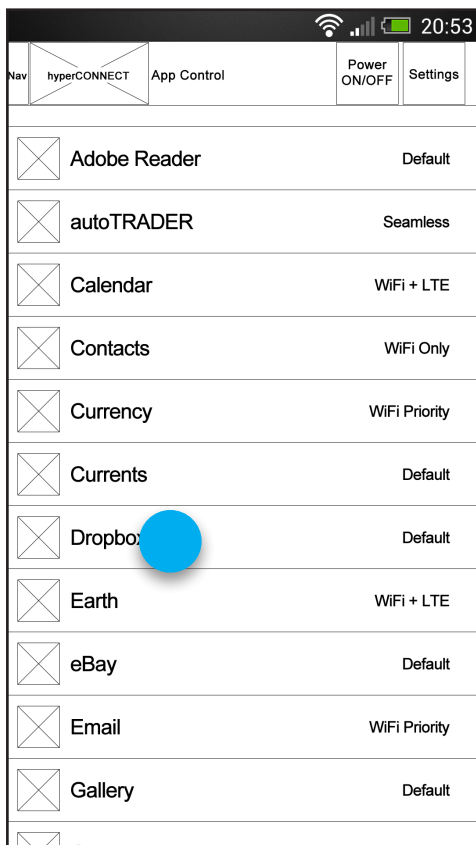 20:53
Nav hyperCONNECT App Control Power ON/OFF Settings
Adobe Reader Default
autoTRADER Seamless
Calendar WiFi + LTE
Contacts WiFi Only
Currency WiFi Priority
Currents Default
Dropbox Default
Earth WiFi + LTE
eBay Default
Email WiFi Priority
Gallery Default